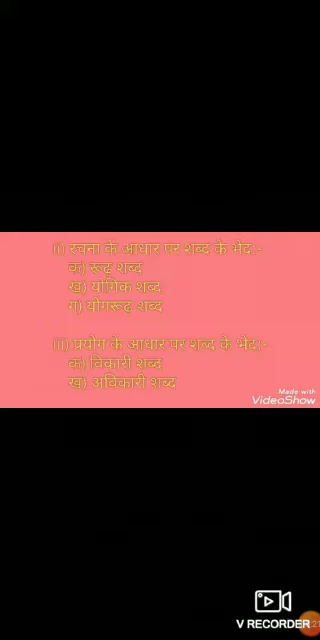 ii) रचना के आधार पर शब्द के भेद:-
क) रूढ़ शब्द
ख) यौगिक शब्द
ग) योगरूढ़ शब्द
iii) प्रयोग के आधार पर शब्द के भेद:-
क) विकारी शब्द
ख) अविकारी शब्द
Made with
VideoShow
V RECORDER